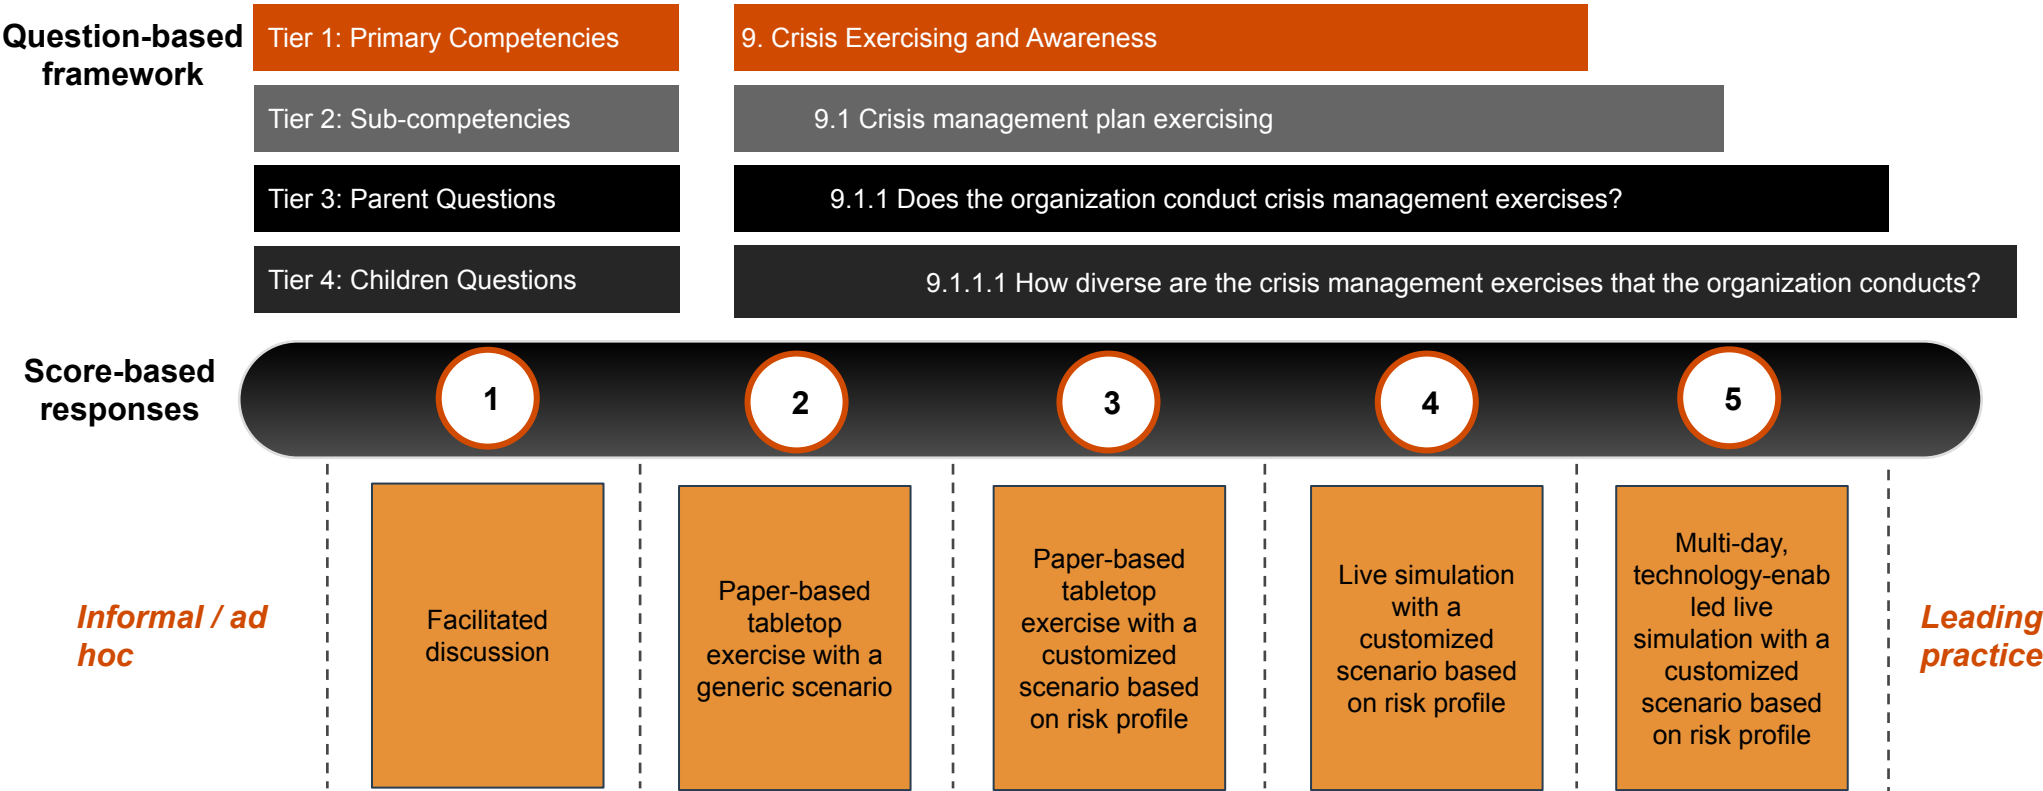 Question-based
framework
Tier 1: Primary Competencies
9. Crisis Exercising and Awareness
Tier 2: Sub-competencies
9.1 Crisis management plan exercising
Tier 3: Parent Questions
9.1.1 Does the organization conduct crisis management exercises?
Tier 4: Children Questions
9.1.1.1 How diverse are the crisis management exercises that the organization conducts?
Score-based
responses
1
2
3
4
5
Informal / ad
hoc
Facilitated
discussion
Paper-based
tabletop
exercise with a
generic scenario
Paper-based
tabletop
exercise with a
customized
scenario based
on risk profile
Live simulation
with a
customized
scenario based
on risk profile
Multi-day,
technology-enab
led live
simulation with a
customized
scenario based
on risk profile
Leading
practice